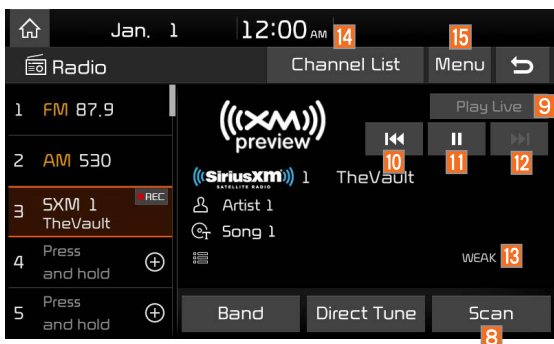 Jan. 1 12:00 AM
14 15
Radio Channel List Menu
1 FM 87.9
Play Live 9
((XM))
preview
10 11 12
2 AM 530
((SiriusXM)) 1 TheVault
SATELLITE RADIO
3 SXM 1 REC
TheVault
Artist 1
Song 1
4 Press and hold
WEAK 13
5 Press and hold
Band Direct Tune Scan
8